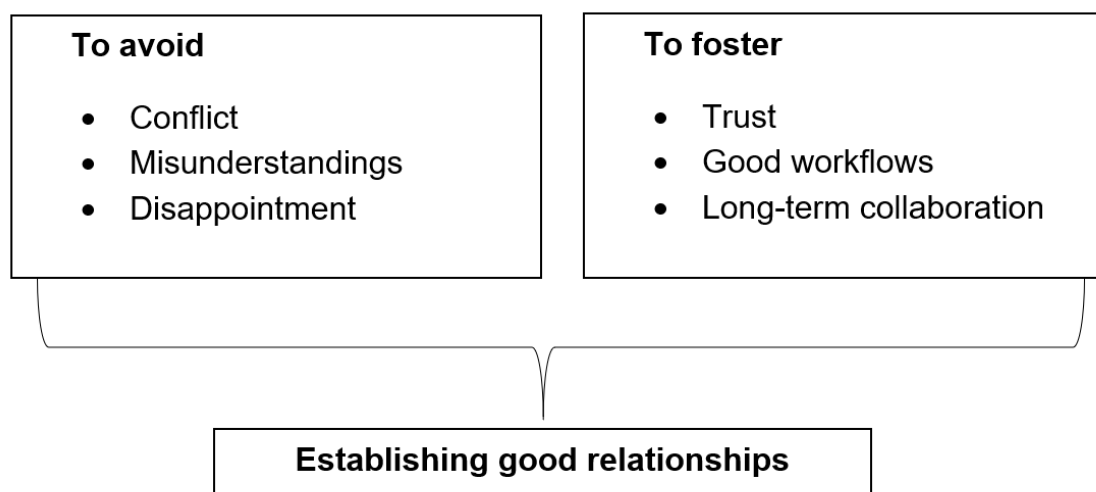 To avoid
• Conflict
• Misunderstandings
• Disappointment
To foster
• Trust
• Good workflows
• Long-term collaboration
Establishing good relationships